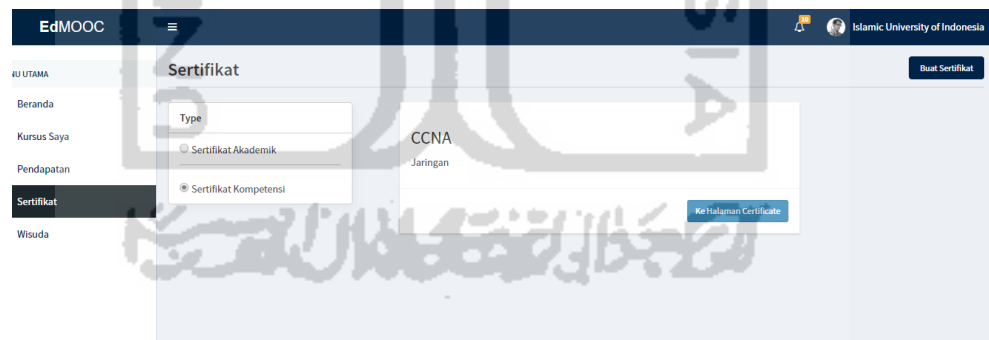 EdMOOC
10
Islamic University of Indonesia
NU UTAMA
Beranda
Kursus Saya
Pendapatan
Sertifikat
Wisuda
Sertifikat
Buat Sertifikat
Type
Sertifikat Akademik
Sertifikat Kompetensi
CCNA
Jaringan
Ke Halaman Certificate